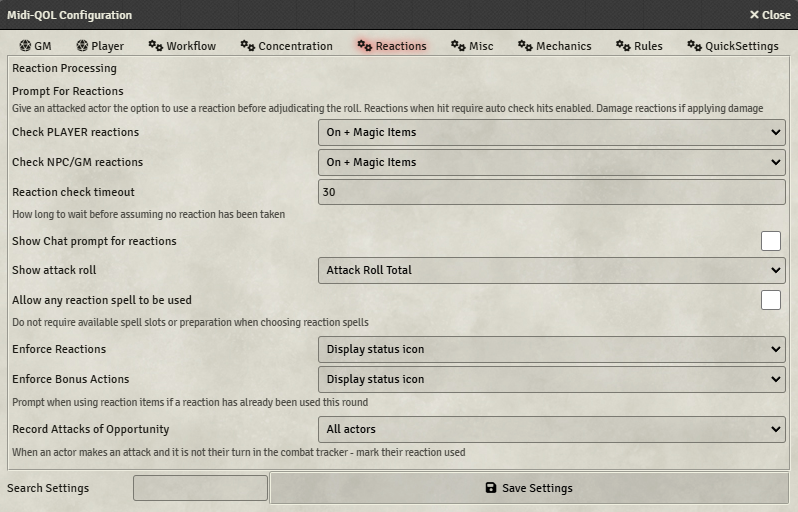 Midi-QOL Configuration
Close
GM Player Workflow Concentration Reactions Misc Mechanics Rules QuickSettings
Reaction Processing
Prompt For Reactions
Give an attacked actor the option to use a reaction before adjudicating the roll. Reactions when hit require auto check hits enabled. Damage reactions if applying damage
Check PLAYER reactions On + Magic Items
Check NPC/GM reactions On + Magic Items
Reaction check timeout 30
How long to wait before assuming no reaction has been taken
Show Chat prompt for reactions
Show attack roll Attack Roll Total
Allow any reaction spell to be used
Do not require available spell slots or preparation when choosing reaction spells
Enforce Reactions Display status icon
Enforce Bonus Actions Display status icon
Prompt when using reaction items if a reaction has already been used this round
Record Attacks of Opportunity All actors
When an actor makes an attack and it is not their turn in the combat tracker - mark their reaction used
Search Settings Save Settings